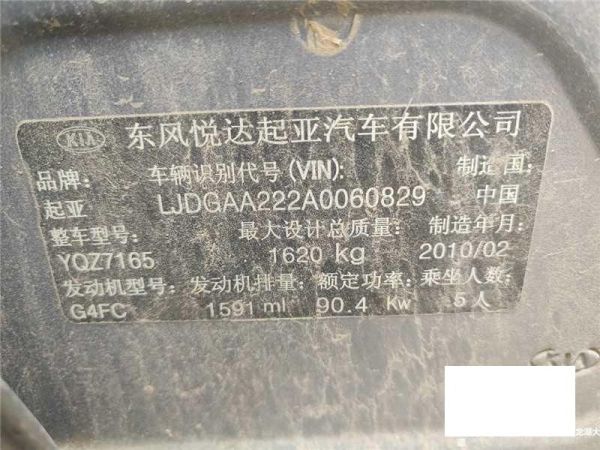 KIA 东风悦达起亚汽车有限公司
品牌: 车辆识别代号(VIN): 制造国:
起亚 LJDGAA222A0060829 中国
整车型号: 最大设计总质量: 制造年月:
YQZ7165 1620 kg 2010/02
发动机型号: 发动机排量: 额定功率: 乘坐人数:
G4FC 1591 ml 90.4 Kw 5人
KIA
龙湖大